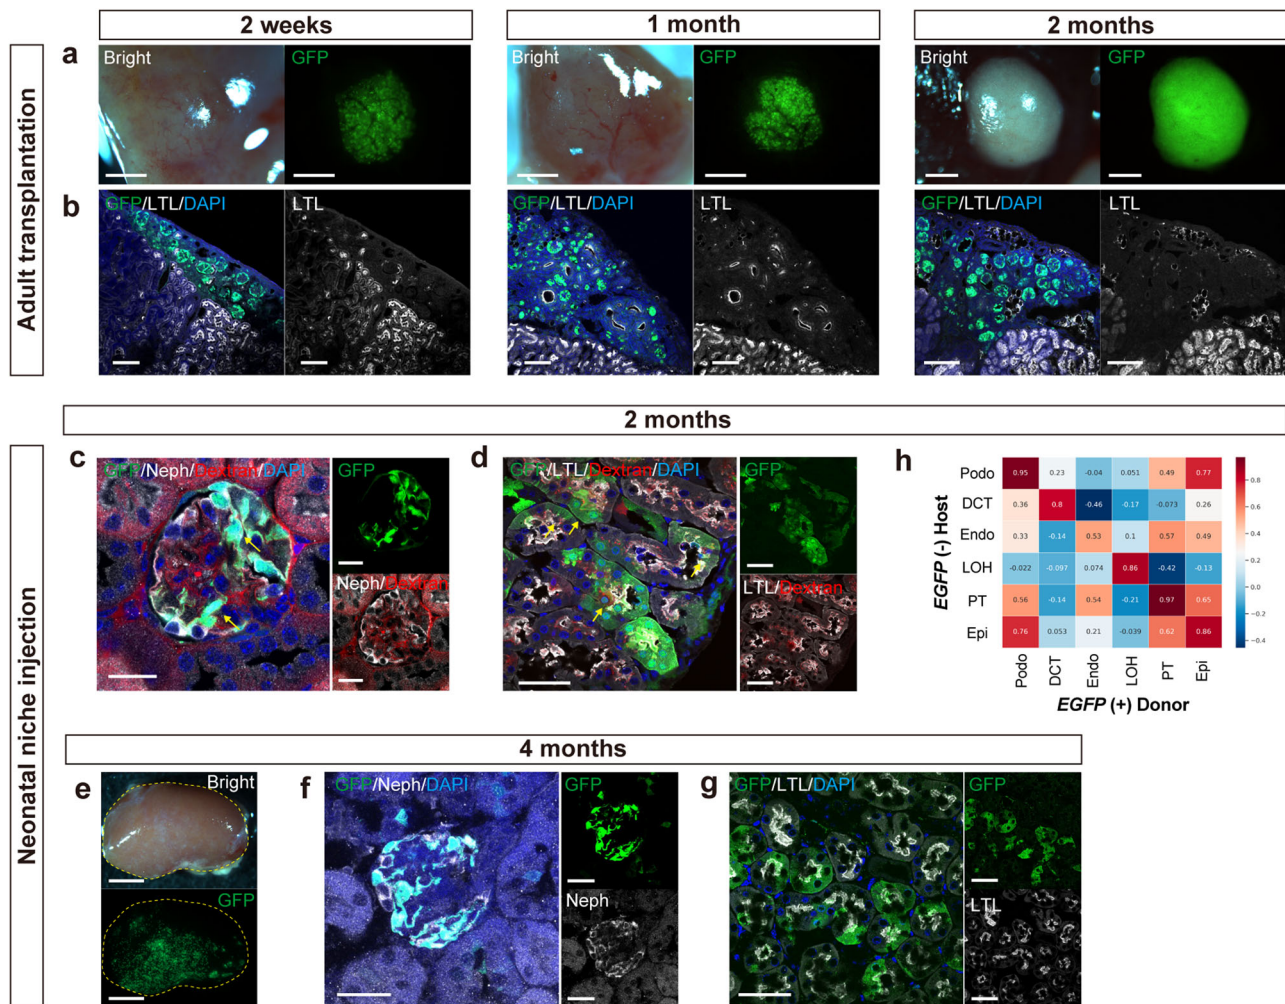 2 weeks
1 month
2 months
Adult transplantation
a
Bright
GFP
Bright
GFP
Bright
GFP
b
GFP/LTL/DAPI
LTL
GFP/LTL/DAPI
LTL
GFP/LTL/DAPI
LTL
2 months
Neonatal niche injection
c
GFP/Neph/Dextran/DAPI
GFP
Neph/Dextran
d
GFP/LTL/Dextran/DAPI
GFP
LTL/Dextran
h
EGFP (-) Host
Podo 0.95 0.23 -0.04 0.051 0.49 0.77
DCT 0.36 0.8 -0.46 -0.17 -0.073 0.26
Endo 0.33 -0.14 0.53 0.1 0.57 0.49
LOH -0.022 -0.097 0.074 0.86 -0.42 -0.13
PT 0.56 -0.14 0.54 -0.21 0.97 0.65
Epi 0.76 0.053 0.21 -0.039 0.62 0.86
Podo DCT Endo LOH PT Epi
EGFP (+) Donor
0.8
0.6
0.4
0.2
0.0
-0.2
-0.4
4 months
e
Bright
GFP
f
GFP/Neph/DAPI
GFP
Neph
g
GFP/LTL/DAPI
GFP
LTL